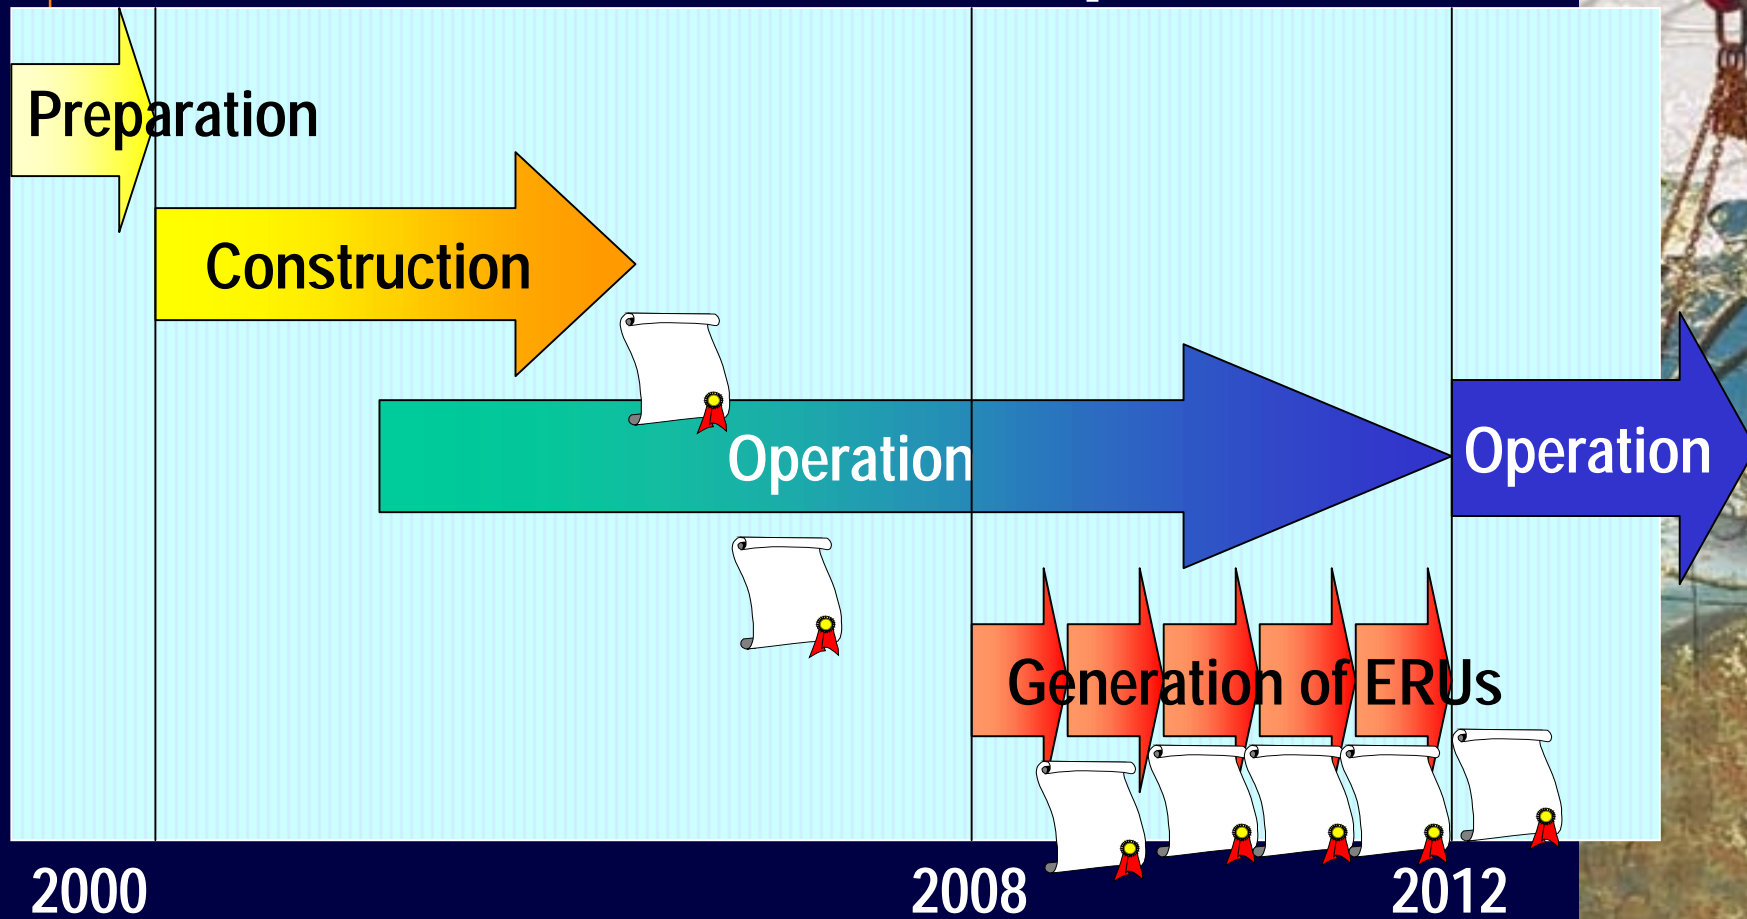 Preparation
Construction
Operation
Operation
Generation of ERUs
2000
2008
2012